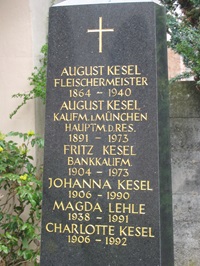 AUGUST KESEL
FLEISCHERMEISTER
1864 - 1940
AUGUST KESEL
KAUFM. I. MÜNCHEN
HAUPTM. D. RES.
1891 - 1973
FRITZ KESEL
BANKKAUFM.
1904 - 1973
JOHANNA KESEL
1906 - 1990
MAGDA LEHLE
1938 - 1991
CHARLOTTE KESEL
1906 - 1992